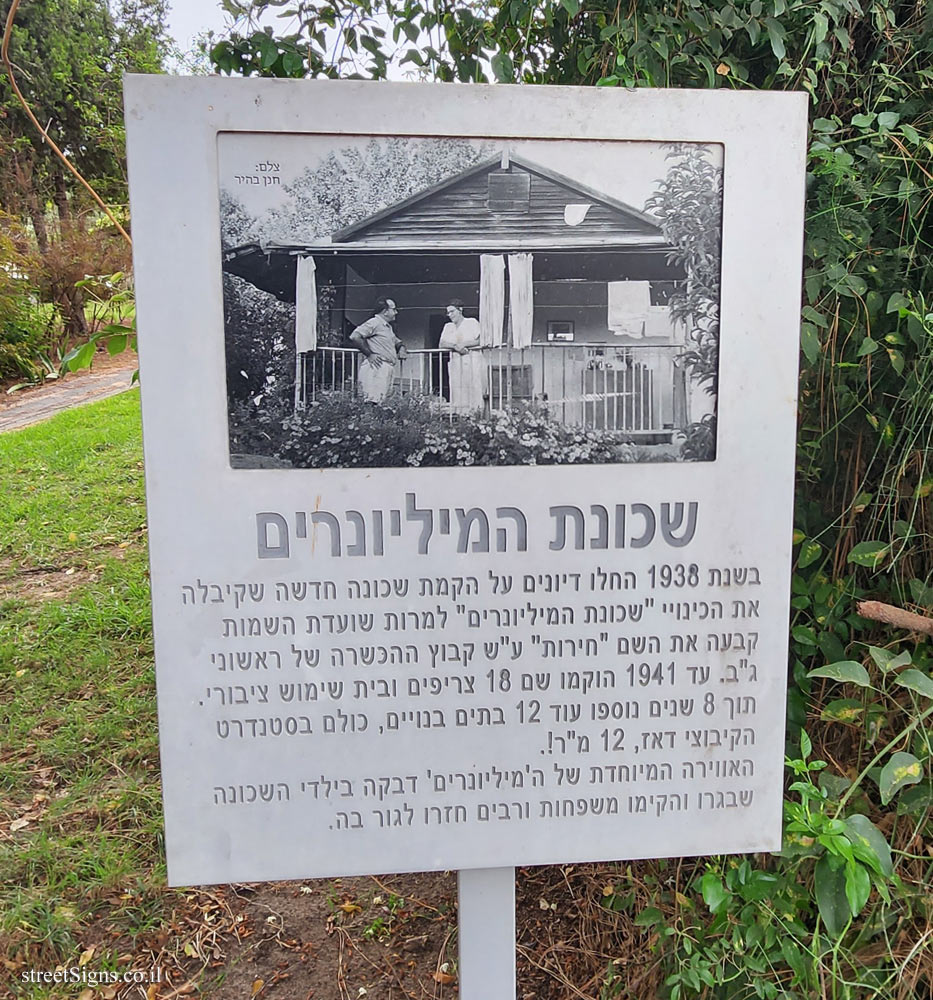 צלם:
חנן בהיר
שכונת המיליונרים
בשנת 1938 החלו דיונים על הקמת שכונה חדשה שקיבלה
את הכינויי "שכונת המיליונרים" למרות שועדת השמות
קבעה את השם "חירות" ע"ש קבוץ ההכשרה של ראשוני
ג"ב. עד 1941 הוקמו שם 18 צריפים ובית שימוש ציבורי.
תוך 8 שנים נוספו עוד 12 בתים בנויים, כולם בסטנדרט
הקיבוצי דאז, 12 מ"ר!.
האווירה המיוחדת של ה'מיליונרים' דבקה בילדי השכונה
שבגרו והקימו משפחות ורבים חזרו לגור בה.
streetSigns.co.il